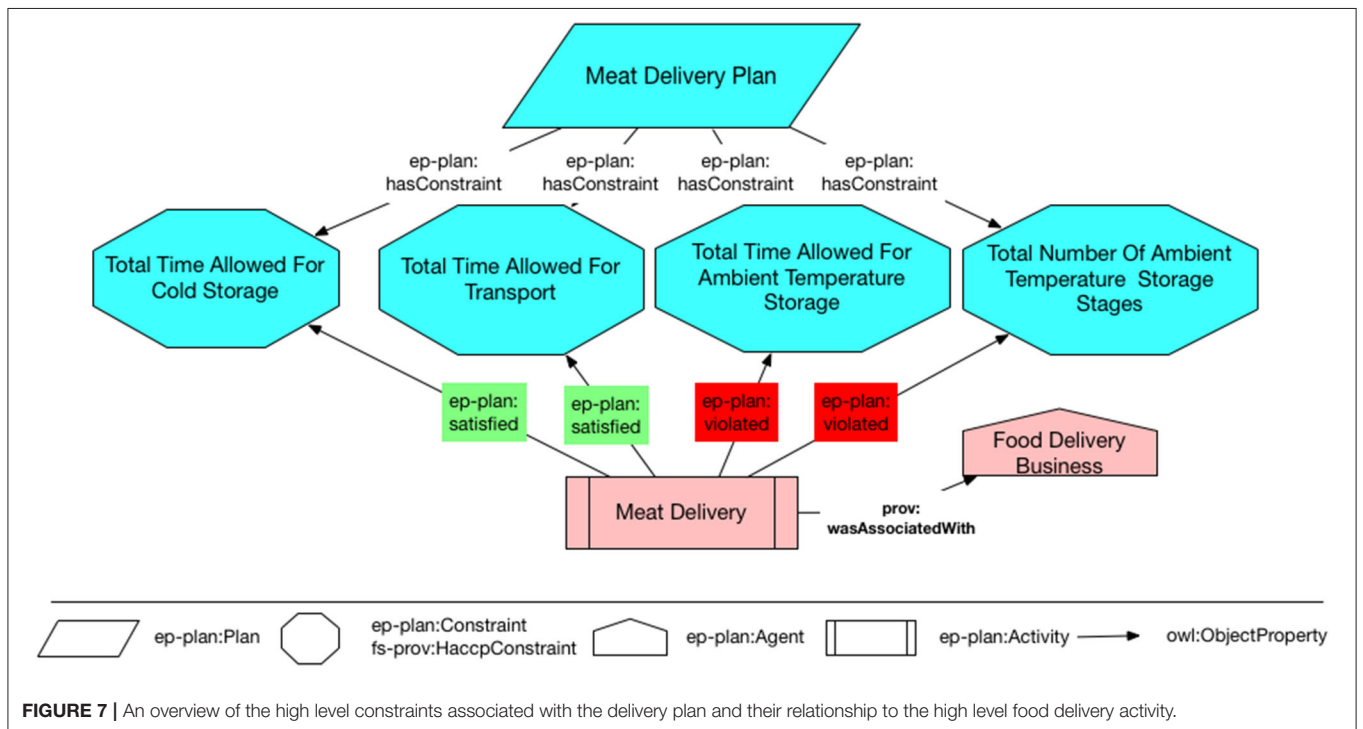 Meat Delivery Plan
ep-plan:
hasConstraint
ep-plan:
hasConstraint
ep-plan:
hasConstraint
ep-plan:
hasConstraint
Total Time Allowed For
Cold Storage
Total Time Allowed For
Transport
Total Time Allowed For
Ambient Temperature
Storage
Total Number Of Ambient
Temperature Storage
Stages
ep-plan:
satisfied
ep-plan:
satisfied
ep-plan:
violated
ep-plan:
violated
Food Delivery
Business
Meat Delivery
prov:
wasAssociatedWith
ep-plan:Plan
ep-plan:Constraint
fs-prov:HaccpConstraint
ep-plan:Agent
ep-plan:Activity
owl:ObjectProperty
FIGURE 7 | An overview of the high level constraints associated with the delivery plan and their relationship to the high level food delivery activity.